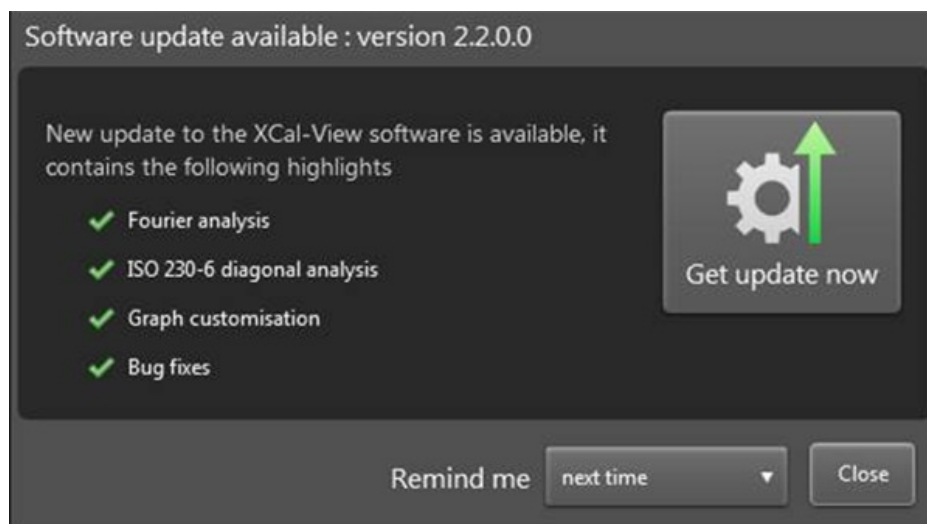 Software update available : version 2.2.0.0
New update to the XCal-View software is available, it
contains the following highlights
Fourier analysis
ISO 230-6 diagonal analysis
Graph customisation
Bug fixes
Get update now
Remind me
next time
Close